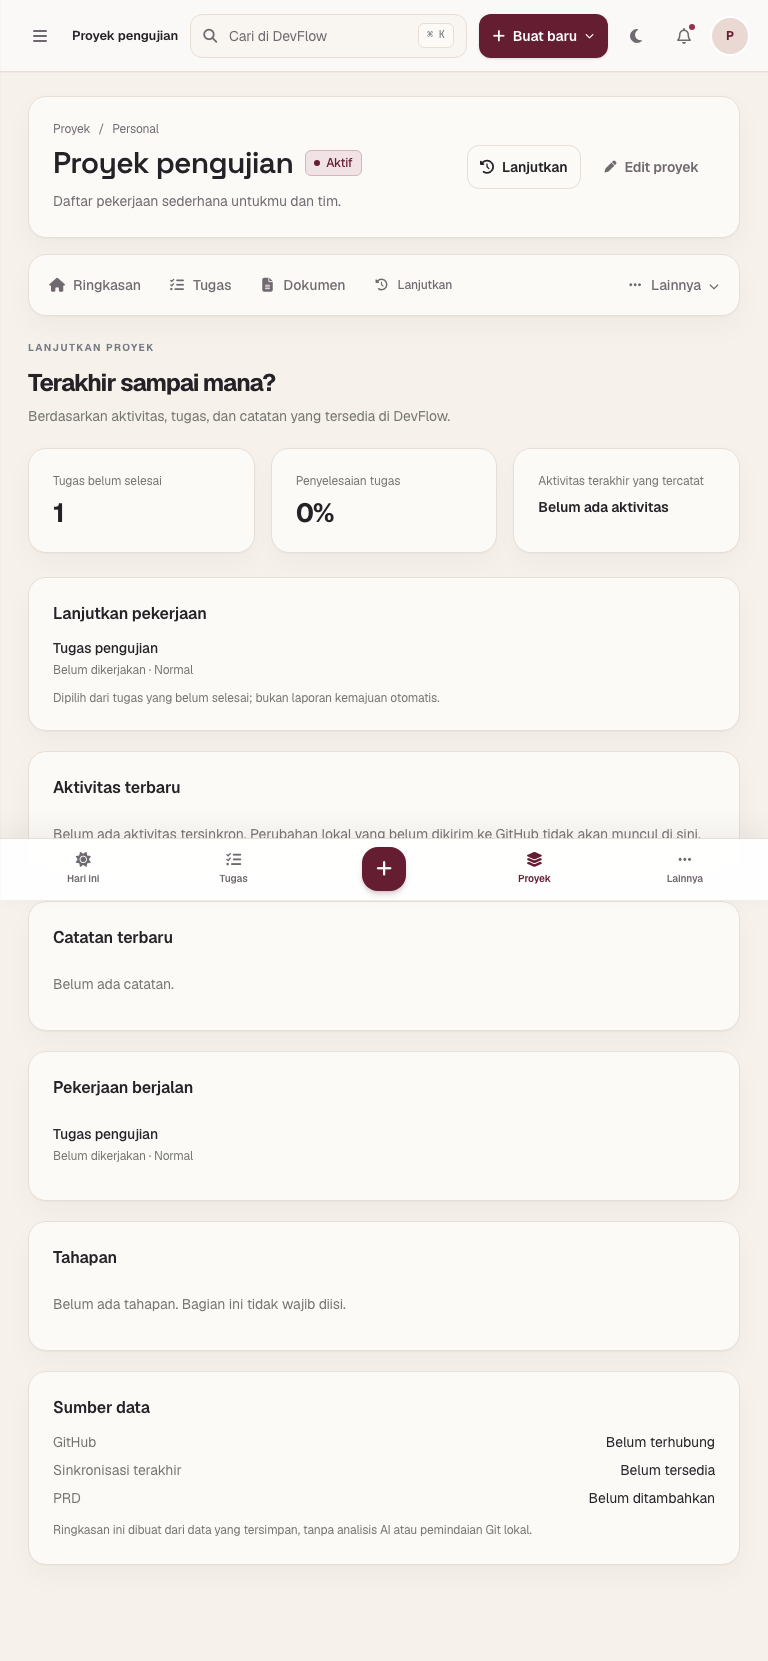 Proyek pengujian
Cari di DevFlow
⌘ K
Buat baru
P
Proyek / Personal
Proyek pengujian
Aktif
Daftar pekerjaan sederhana untukmu dan tim.
Lanjutkan
Edit proyek
Ringkasan
Tugas
Dokumen
Lanjutkan
Lainnya
LANJUTKAN PROYEK
Terakhir sampai mana?
Berdasarkan aktivitas, tugas, dan catatan yang tersedia di DevFlow.
Tugas belum selesai
1
Penyelesaian tugas
0%
Aktivitas terakhir yang tercatat
Belum ada aktivitas
Lanjutkan pekerjaan
Tugas pengujian
Belum dikerjakan · Normal
Dipilih dari tugas yang belum selesai; bukan laporan kemajuan otomatis.
Aktivitas terbaru
Belum ada aktivitas tersinkron. Perubahan lokal yang belum dikirim ke GitHub tidak akan muncul di sini.
Hari ini
Tugas
Proyek
Lainnya
Catatan terbaru
Belum ada catatan.
Pekerjaan berjalan
Tugas pengujian
Belum dikerjakan · Normal
Tahapan
Belum ada tahapan. Bagian ini tidak wajib diisi.
Sumber data
GitHub Belum terhubung
Sinkronisasi terakhir Belum tersedia
PRD Belum ditambahkan
Ringkasan ini dibuat dari data yang tersimpan, tanpa analisis AI atau pemindaian Git lokal.